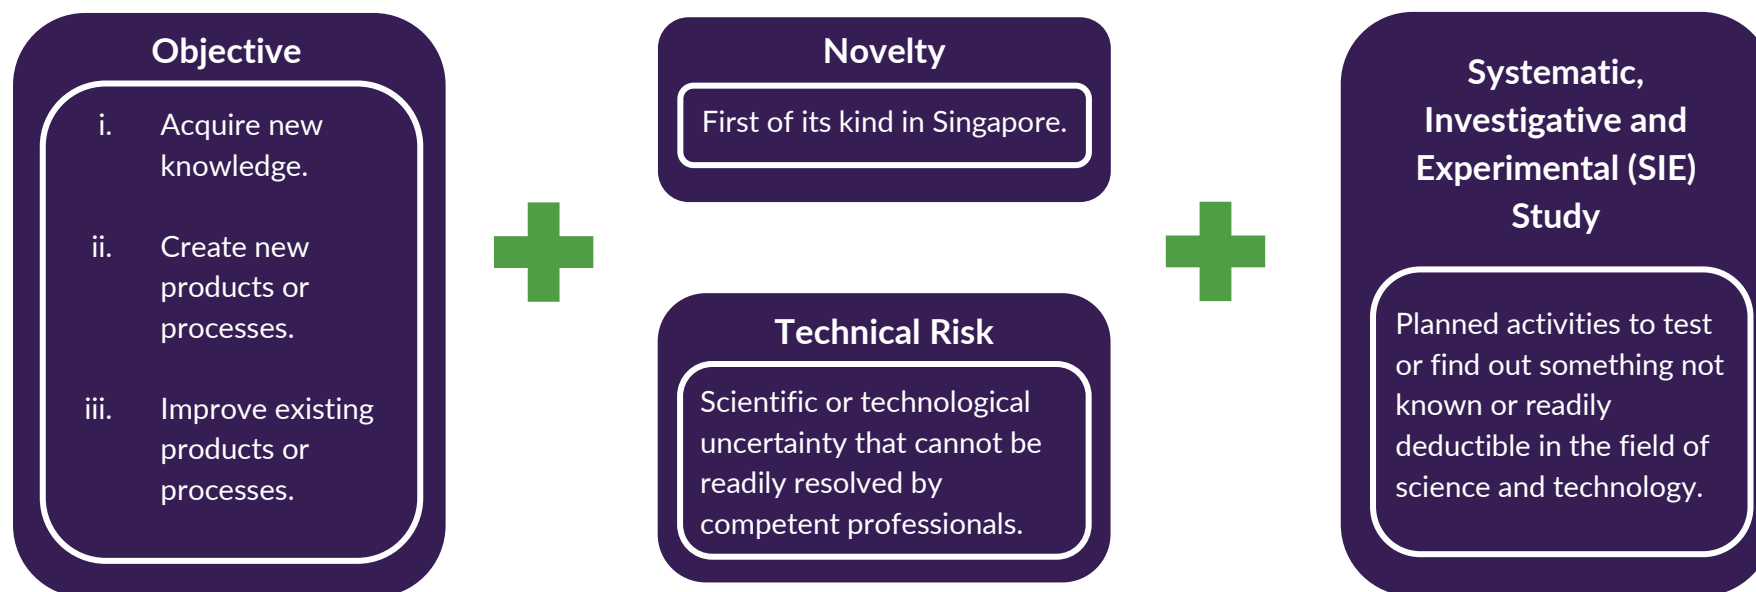 Objective
i. Acquire new
knowledge.
ii. Create new
products or
processes.
iii. Improve existing
products or
processes.
Novelty
First of its kind in Singapore.
Technical Risk
Scientific or technological
uncertainty that cannot be
readily resolved by
competent professionals.
Systematic,
Investigative and
Experimental (SIE)
Study
Planned activities to test
or find out something not
known or readily
deductible in the field of
science and technology.